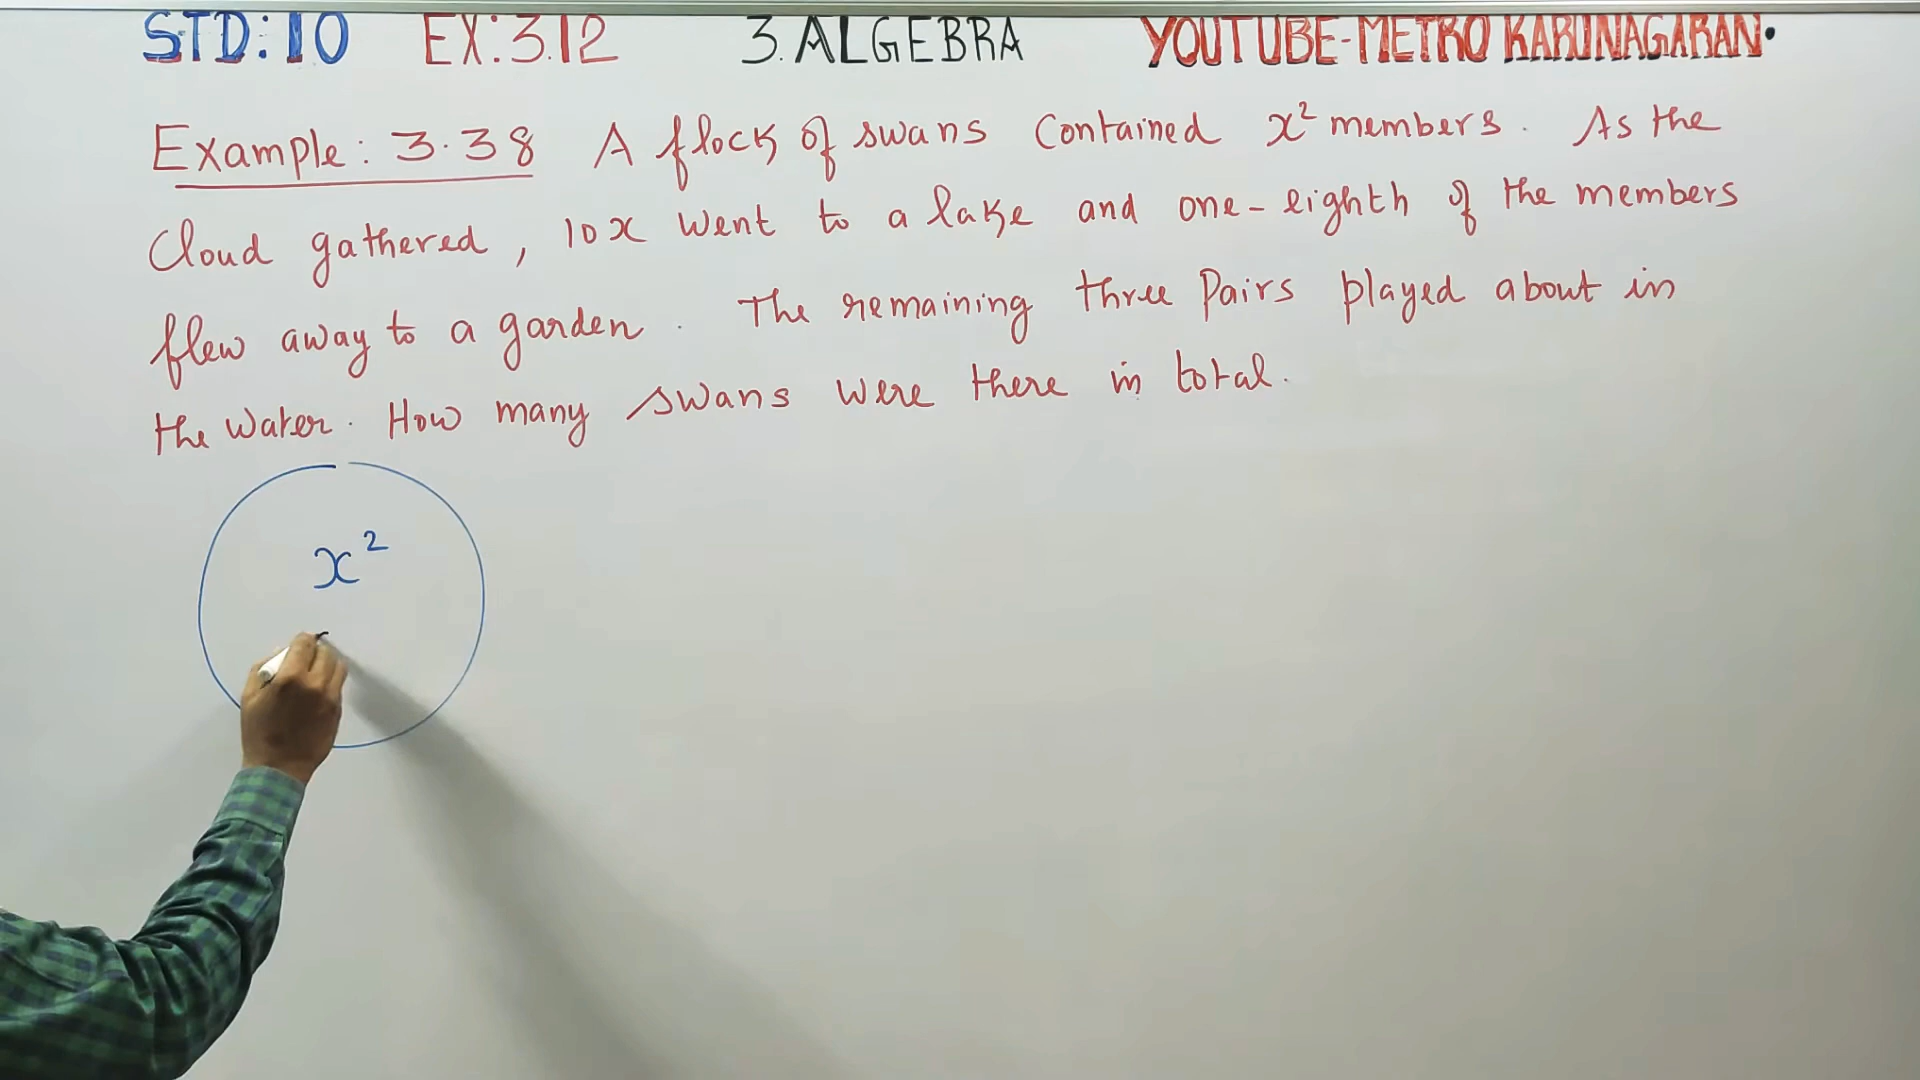 STD:10 EX:3.12 3.ALGEBRA YOUTUBE-METRO KARUNAGARAN.
Example: 3.38 A flock of swans contained x² members. As the
cloud gathered, 10x went to a lake and one-eighth of the members
flew away to a garden. The remaining three pairs played about in
the water. How many swans were there in total.
x²